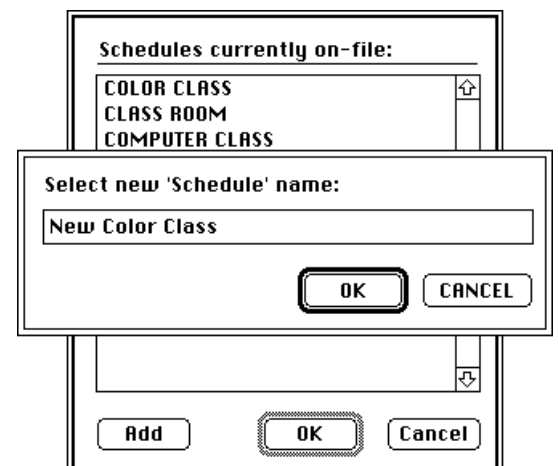 Schedules currently on-file:
COLOR CLASS
CLASS ROOM
COMPUTER CLASS
Select new 'Schedule' name:
New Color Class
OK CANCEL
Add OK Cancel